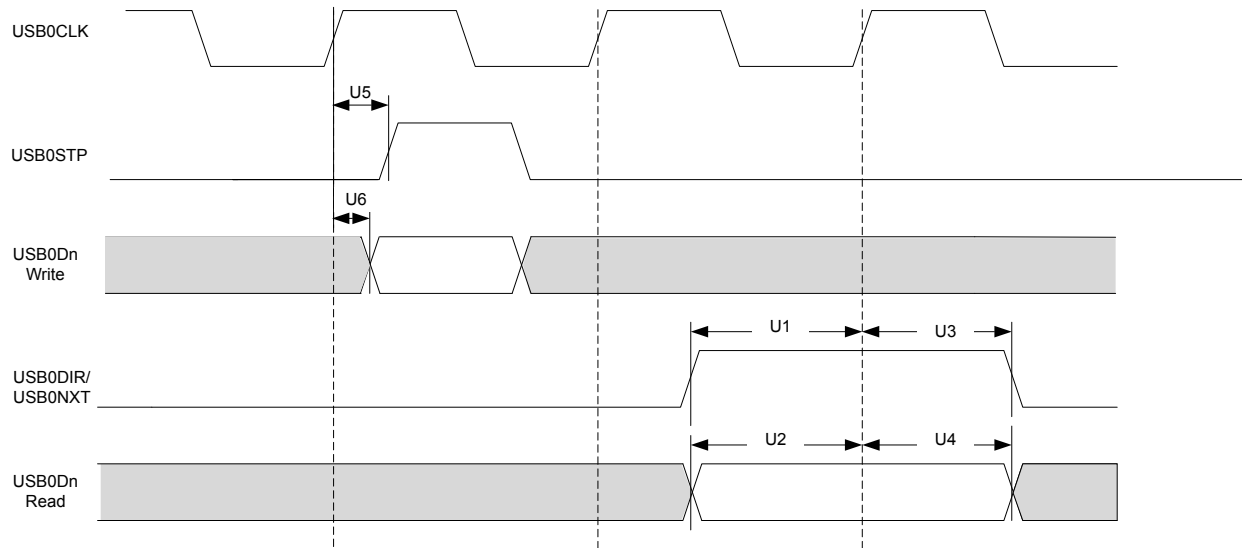 USB0CLK
U5
USB0STP
U6
USB0Dn
Write
U1
U3
USB0DIR/
USB0NXT
U2
U4
USB0Dn
Read